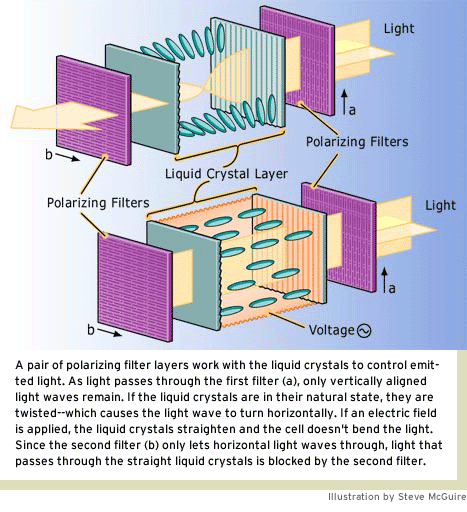 Light
a
Polarizing Filters
b
Liquid Crystal Layer
Polarizing Filters
Light
a
b
Voltage
A pair of polarizing filter layers work with the liquid crystals to control emit-
ted light. As light passes through the first filter (a), only vertically aligned
light waves remain. If the liquid crystals are in their natural state, they are
twisted--which causes the light wave to turn horizontally. If an electric field
is applied, the liquid crystals straighten and the cell doesn't bend the light.
Since the second filter (b) only lets horizontal light waves through, light that
passes through the straight liquid crystals is blocked by the second filter.
Illustration by Steve McGuire